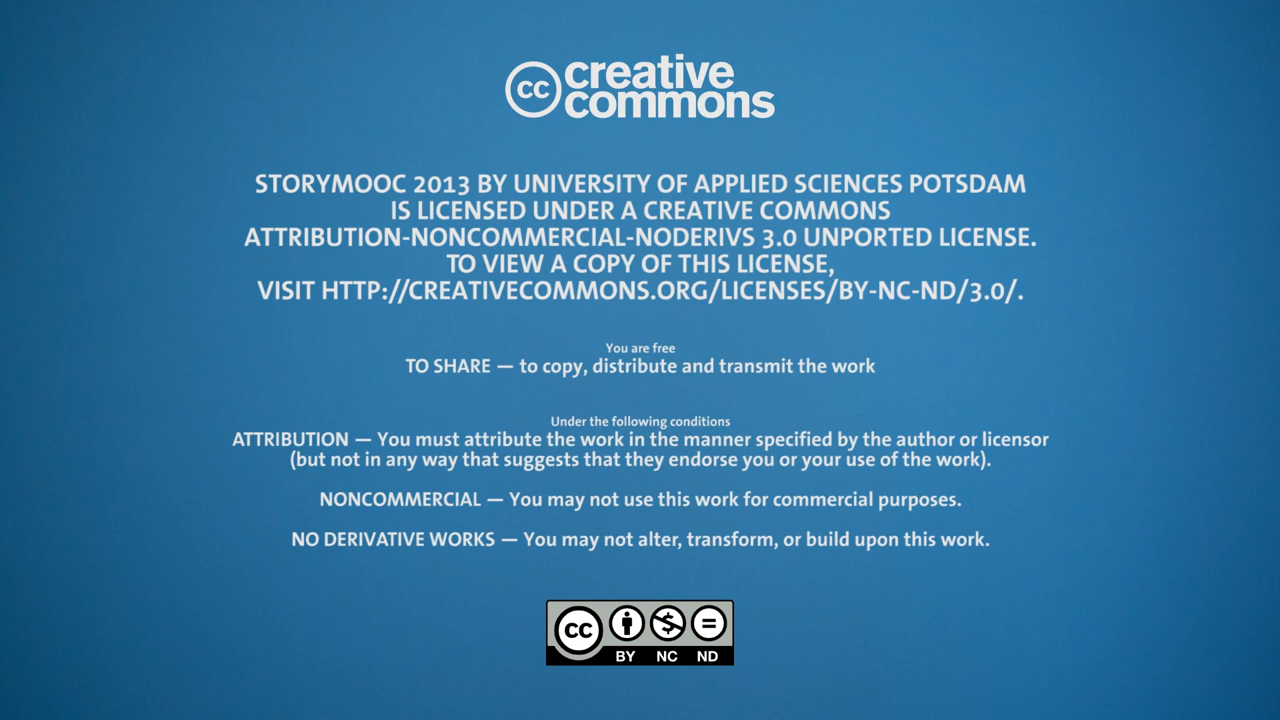 cc creative
commons
STORYMOOC 2013 BY UNIVERSITY OF APPLIED SCIENCES POTSDAM
IS LICENSED UNDER A CREATIVE COMMONS
ATTRIBUTION-NONCOMMERCIAL-NODERIVS 3.0 UNPORTED LICENSE.
TO VIEW A COPY OF THIS LICENSE,
VISIT HTTP://CREATIVECOMMONS.ORG/LICENSES/BY-NC-ND/3.0/.
You are free
TO SHARE — to copy, distribute and transmit the work
Under the following conditions
ATTRIBUTION — You must attribute the work in the manner specified by the author or licensor
(but not in any way that suggests that they endorse you or your use of the work).
NONCOMMERCIAL — You may not use this work for commercial purposes.
NO DERIVATIVE WORKS — You may not alter, transform, or build upon this work.
cc
BY NC ND